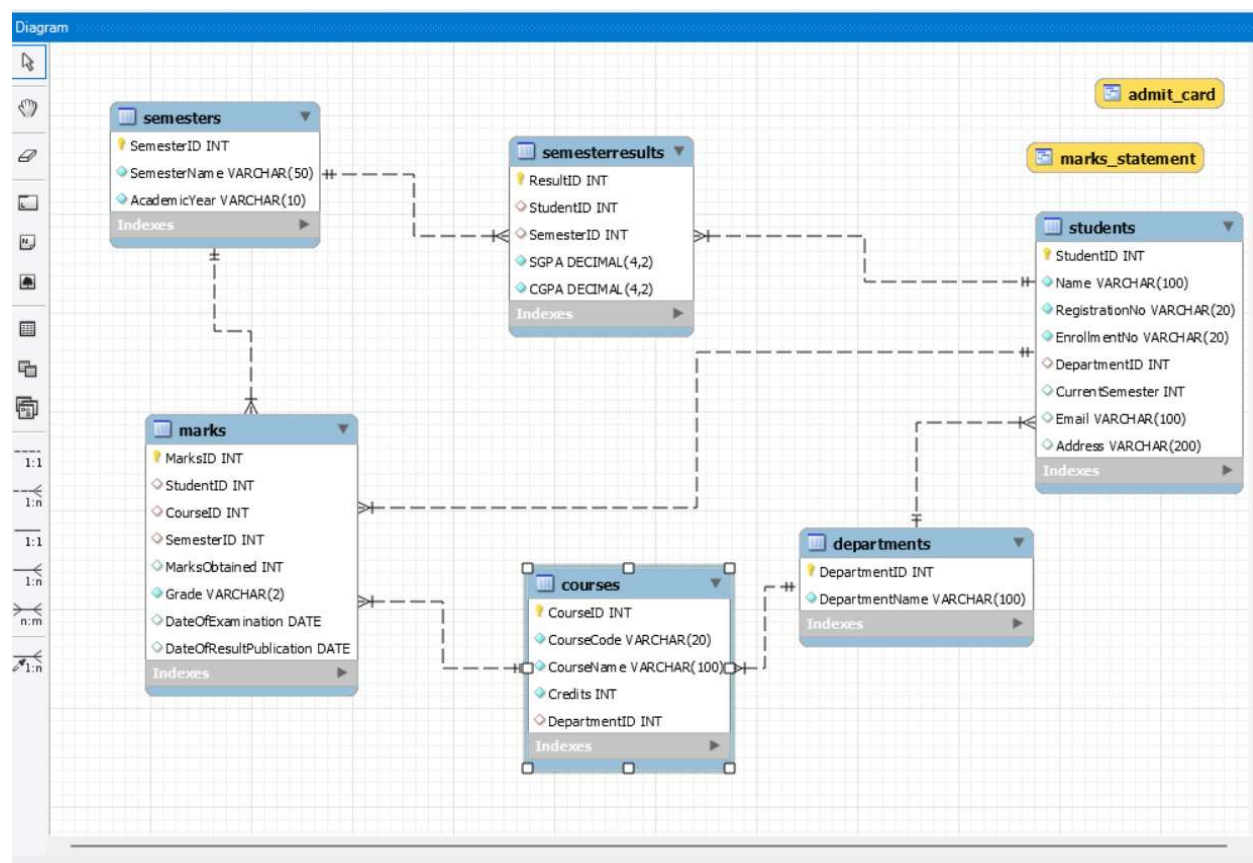 Diagram
admit_card
marks_statement
semesters
SemesterID INT
SemesterName VARCHAR(50)
AcademicYear VARCHAR(10)
Indexes
semesterresults
ResultID INT
StudentID INT
SemesterID INT
SGPA DECIMAL(4,2)
CGPA DECIMAL(4,2)
Indexes
students
StudentID INT
Name VARCHAR(100)
RegistrationNo VARCHAR(20)
EnrollmentNo VARCHAR(20)
DepartmentID INT
CurrentSemester INT
Email VARCHAR(100)
Address VARCHAR(200)
Indexes
marks
MarksID INT
StudentID INT
CourseID INT
SemesterID INT
MarksObtained INT
Grade VARCHAR(2)
DateOfExamination DATE
DateOfResultPublication DATE
Indexes
courses
CourseID INT
CourseCode VARCHAR(20)
CourseName VARCHAR(100)
Credits INT
DepartmentID INT
Indexes
departments
DepartmentID INT
DepartmentName VARCHAR(100)
Indexes
1:1
1:n
1:1
1:n
n:m
1:n